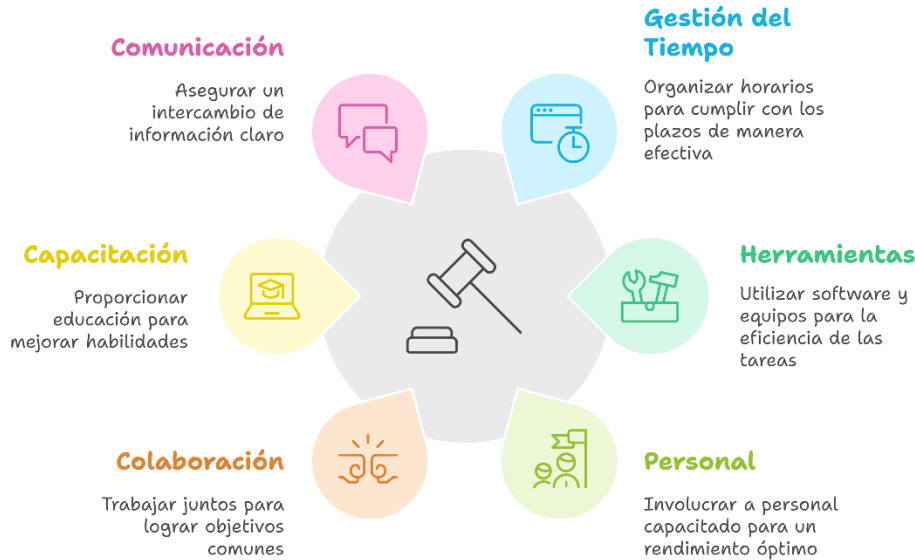 Comunicación
Asegurar un
intercambio de
información claro
Gestión del
Tiempo
Organizar horarios
para cumplir con los
plazos de manera
efectiva
Capacitación
Proporcionar
educación para
mejorar habilidades
Herramientas
Utilizar software y
equipos para la
eficiencia de las
tareas
Colaboración
Trabajar juntos para
lograr objetivos
comunes
Personal
Involucrar a personal
capacitado para un
rendimiento óptimo